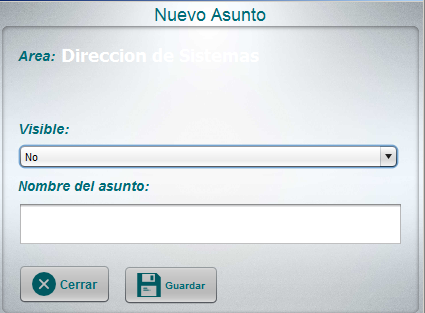 Nuevo Asunto
Area: Direccion de Sistemas
Visible:
No
Nombre del asunto:
Cerrar
Guardar